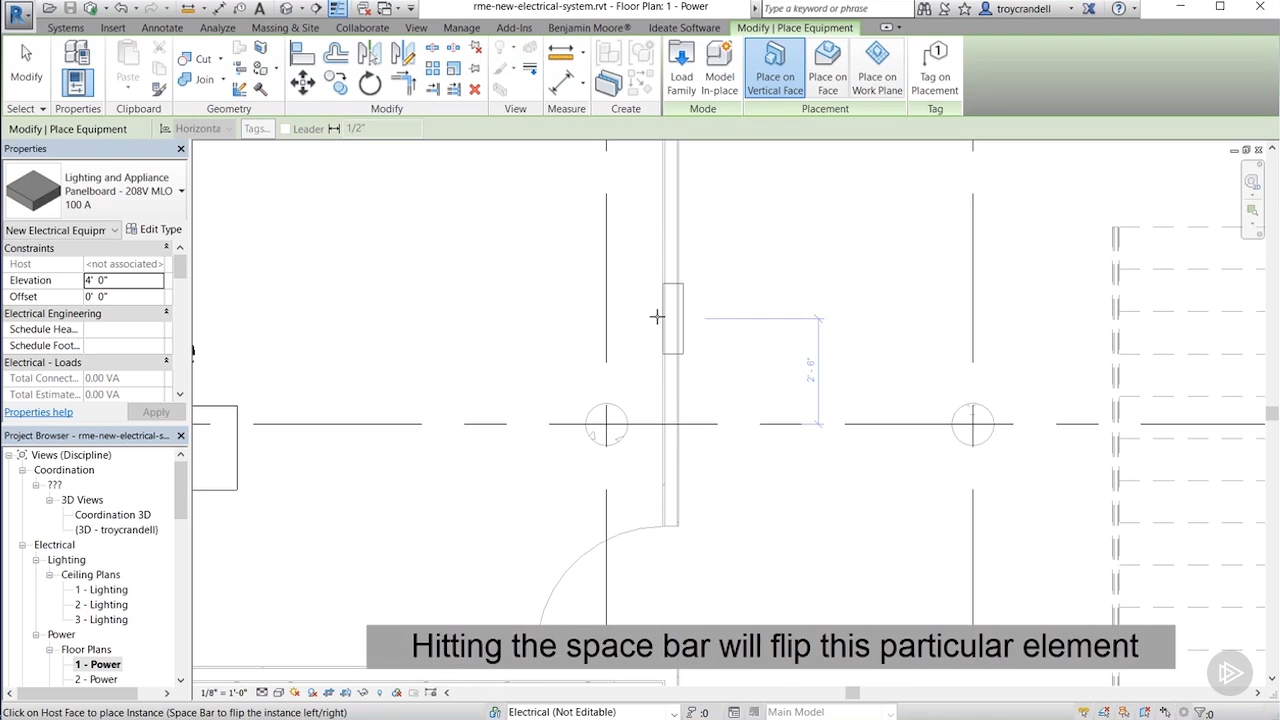 rme-new-electrical-system.rvt - Floor Plan: 1 - Power
Type a keyword or phrase
troycrandell
Systems Insert Annotate Analyze Massing & Site Collaborate View Manage Add-Ins Benjamin Moore® Ideate Software Modify | Place Equipment
Modify
Properties
Paste
Cut
Join
Load Family
Model In-place
Place on Vertical Face
Place on Face
Place on Work Plane
Tag on Placement
Select Properties Clipboard Geometry Modify View Measure Create Mode Placement Tag
Modify | Place Equipment
Horizonta
Tags...
Leader
1/2"
Properties
Lighting and Appliance
Panelboard - 208V MLO
100 A
New Electrical Equipm
Edit Type
Constraints
Host <not associated>
Elevation 4' 0"
Offset 0' 0"
Electrical Engineering
Schedule Hea...
Schedule Foot...
Electrical - Loads
Total Connect... 0.00 VA
Total Estimate... 0.00 VA
Properties help
Apply
Project Browser - rme-new-electrical-s...
Views (Discipline)
Coordination
???
3D Views
Coordination 3D
{3D - troycrandell}
Electrical
Lighting
Ceiling Plans
1 - Lighting
2 - Lighting
3 - Lighting
Power
Floor Plans
1 - Power
2 - Power
2' - 6"
Hitting the space bar will flip this particular element
1/8" = 1'-0"
Click on Host Face to place Instance (Space Bar to flip the instance left/right)
Electrical (Not Editable)
:0
Main Model
:0